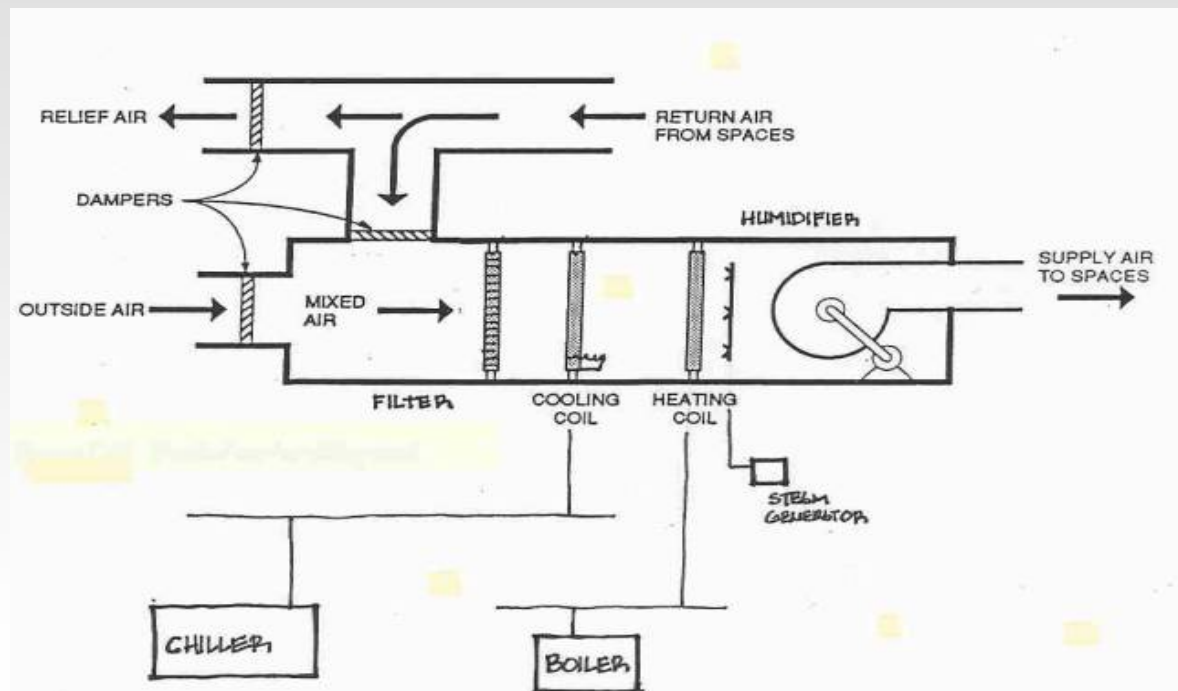 RELIEF AIR
RETURN AIR
FROM SPACES
DAMPERS
HUMIDIFIER
SUPPLY AIR
TO SPACES
OUTSIDE AIR
MIXED
AIR
FILTER
COOLING
COIL
HEATING
COIL
STEAM
GENERATOR
CHILLER
BOILER